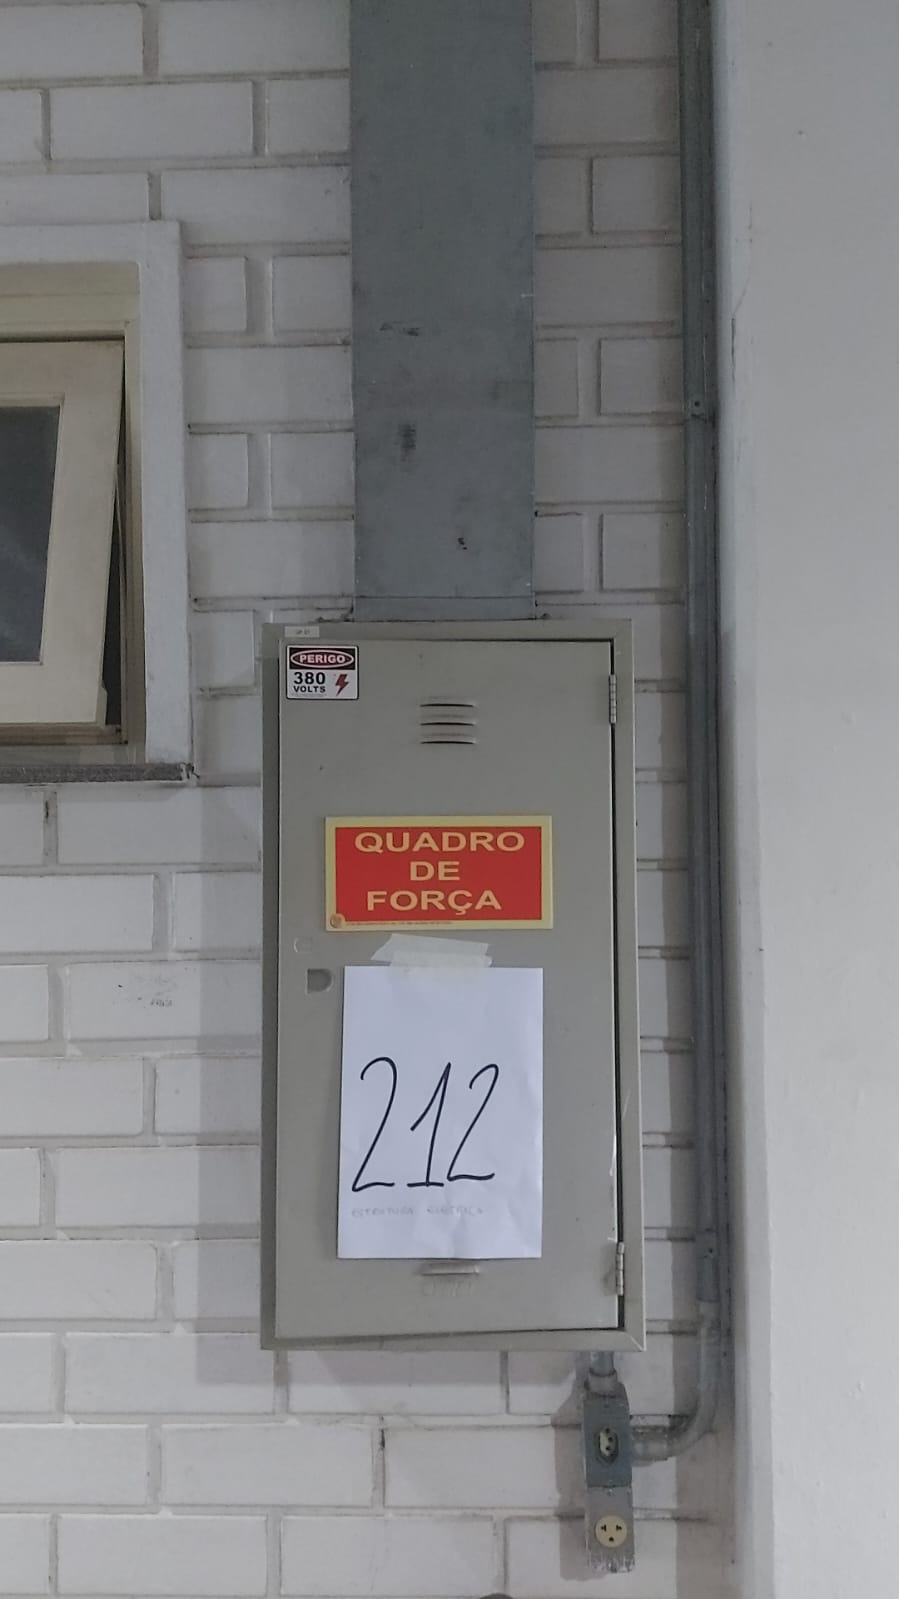 PERIGO
380
VOLTS
QUADRO
DE
FORÇA
212